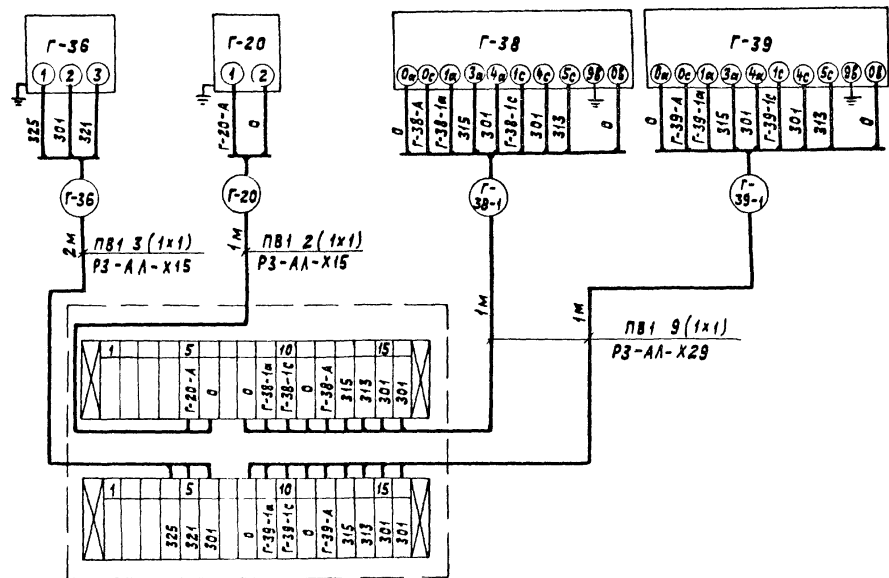 Г-36
Г-20
Г-38
Г-39
1 2 3
1 2
0а 0с 1а 3а 4а 1с 4с 5с 9в 0в
0а 0с 1а 3а 4а 1с 4с 5с 9в 0в
325 301 321
Г-20-А 0
0 Г-38-А Г-38-1а 315 301 Г-38-1с 301 313 0
0 Г-39-А Г-39-1а 315 301 Г-39-1с 301 313 0
Г-36
Г-20
Г-
38-1
Г-
39-1
2м
ПВ1 3(1х1)
РЗ-АЛ-Х15
1м
ПВ1 2(1х1)
РЗ-АЛ-Х15
1м
1м
ПВ1 9(1х1)
РЗ-АЛ-Х29
1 5 10 15
Г-20-А 0 0 Г-38-1а Г-38-1с 0 Г-38-А 315 313 301 301
1 5 10 15
325 321 301 0 Г-39-1а Г-39-1с 0 Г-39-А 315 313 301 301